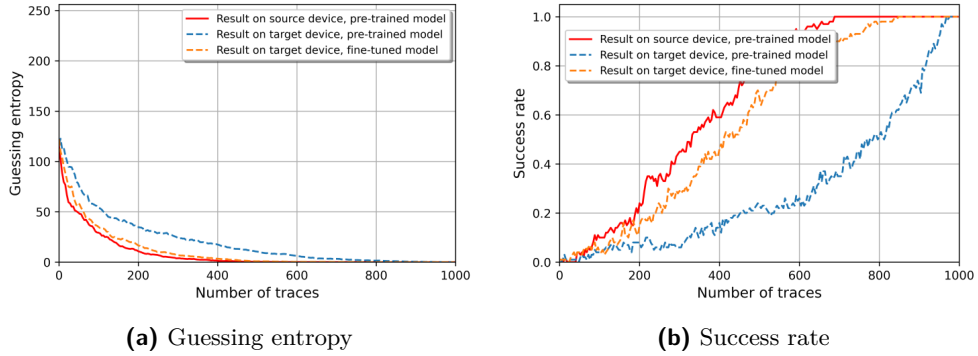 Result on source device, pre-trained model
Result on target device, pre-trained model
Result on target device, fine-tuned model
250
200
150
100
50
0
0
200
400
600
800
1000
Guessing entropy
Number of traces
(a) Guessing entropy
Result on source device, pre-trained model
Result on target device, pre-trained model
Result on target device, fine-tuned model
1.0
0.8
0.6
0.4
0.2
0.0
0
200
400
600
800
1000
Success rate
Number of traces
(b) Success rate